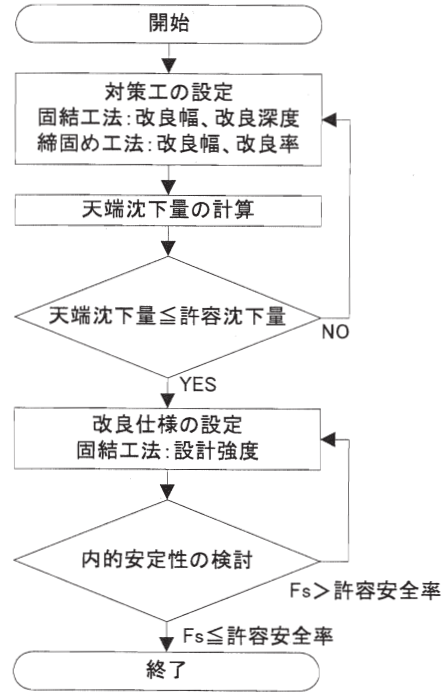 開始
対策工の設定
固結工法：改良幅、改良深度
締固め工法：改良幅、改良率
天端沈下量の計算
天端沈下量≦許容沈下量
NO
YES
改良仕様の設定
固結工法：設計強度
内的安定性の検討
Fs＞許容安全率
Fs≦許容安全率
終了